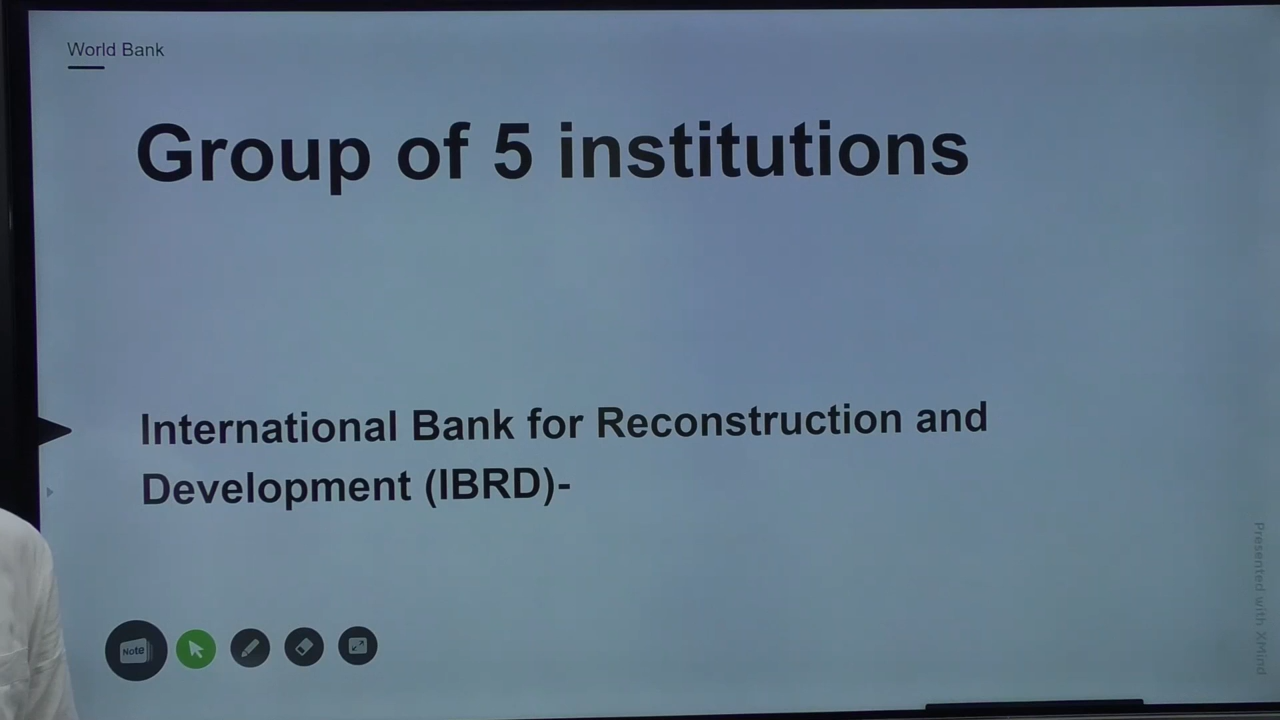 World Bank
Group of 5 institutions
International Bank for Reconstruction and
Development (IBRD)-
Note
Presented with XMind